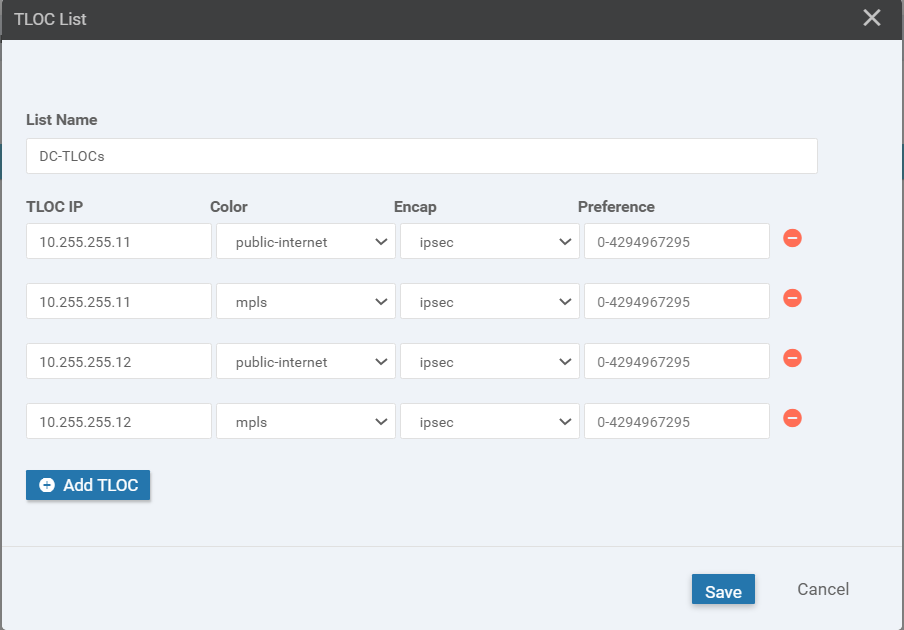 TLOC List
List Name
DC-TLOCs
TLOC IP Color Encap Preference
10.255.255.11 public-internet ipsec 0-4294967295
10.255.255.11 mpls ipsec 0-4294967295
10.255.255.12 public-internet ipsec 0-4294967295
10.255.255.12 mpls ipsec 0-4294967295
Add TLOC
Save Cancel